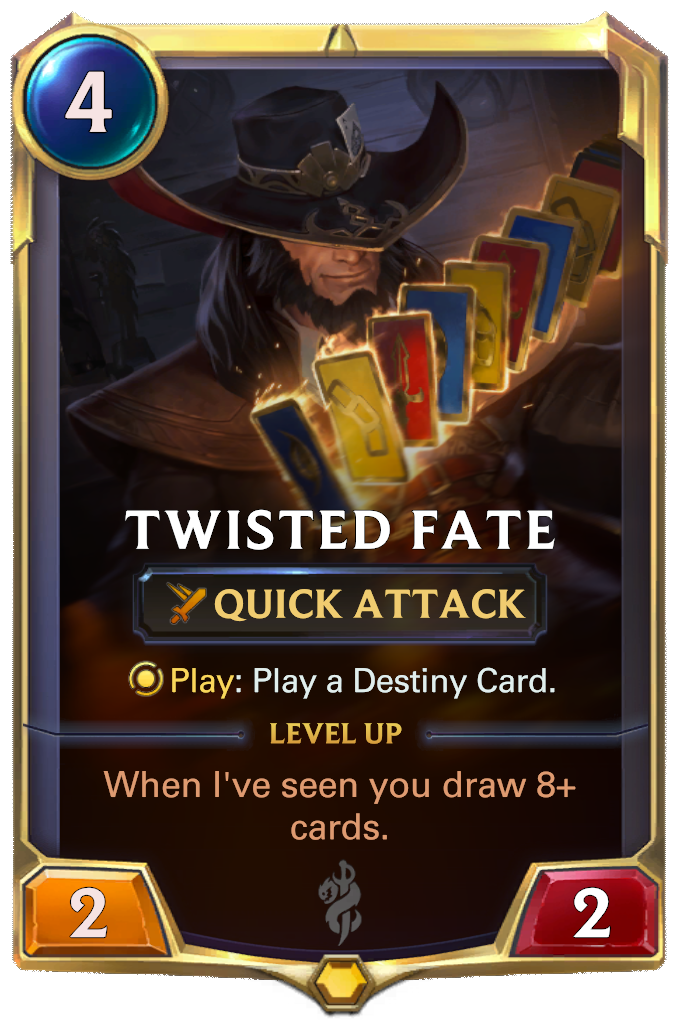 4
TWISTED FATE
QUICK ATTACK
Play: Play a Destiny Card.
LEVEL UP
When I've seen you draw 8+
cards.
2
2